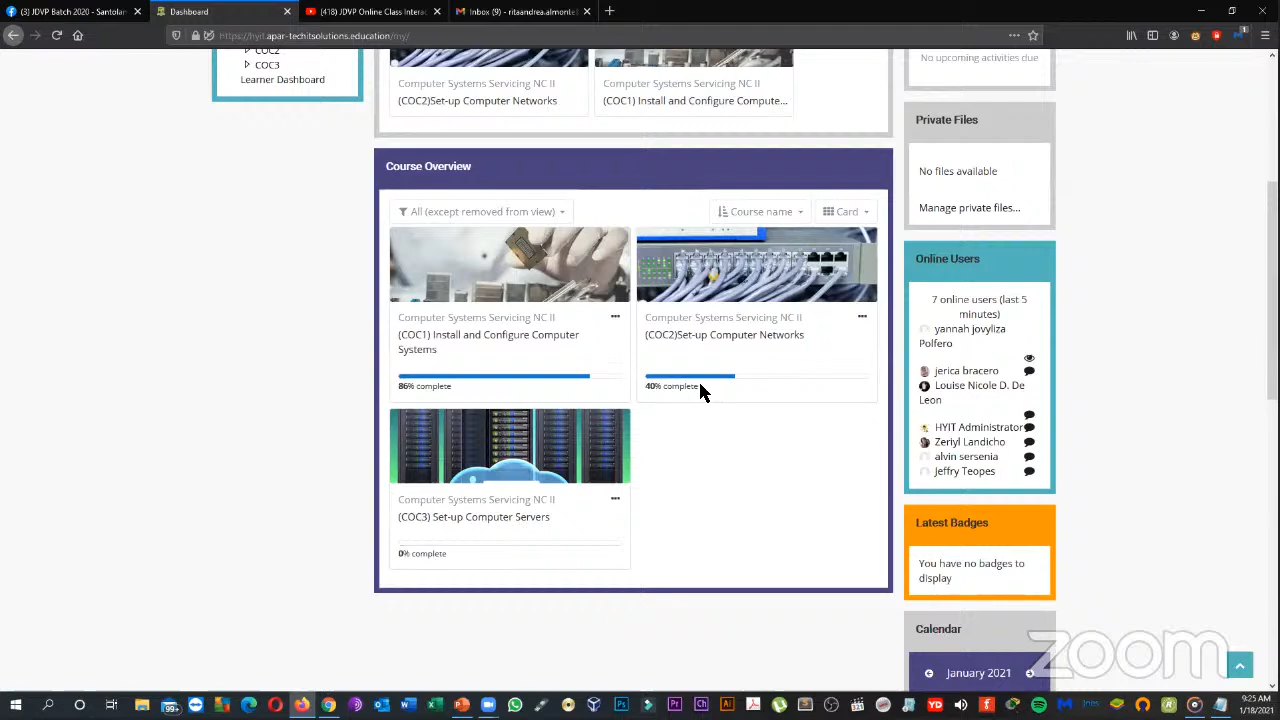 (3) JDVP Batch 2020 - Santolan
Dashboard
(418) JDVP Online Class Interac
Inbox (9) - ritaandrea.almonte
https://hyit.apar-techitsolutions.education/my/
COC2
COC3
Learner Dashboard
Computer Systems Servicing NC II
(COC2)Set-up Computer Networks
Computer Systems Servicing NC II
(COC1) Install and Configure Compute...
Course Overview
All (except removed from view)
Course name
Card
Computer Systems Servicing NC II
(COC1) Install and Configure Computer
Systems
86% complete
Computer Systems Servicing NC II
(COC2)Set-up Computer Networks
40% complete
Computer Systems Servicing NC II
(COC3) Set-up Computer Servers
0% complete
No upcoming activities due
Private Files
No files available
Manage private files...
Online Users
7 online users (last 5
minutes)
yannah jovyliza
Polfero
jerica bracero
Louise Nicole D. De
Leon
HYIT Administrator
Zeriyl Landicho
alvin sersenia
Jeffry Teopes
Latest Badges
You have no badges to
display
Calendar
January 2021
zoom
99+
Ps
Pr
Ch
Ai
YD
9:25 AM
1/18/2021